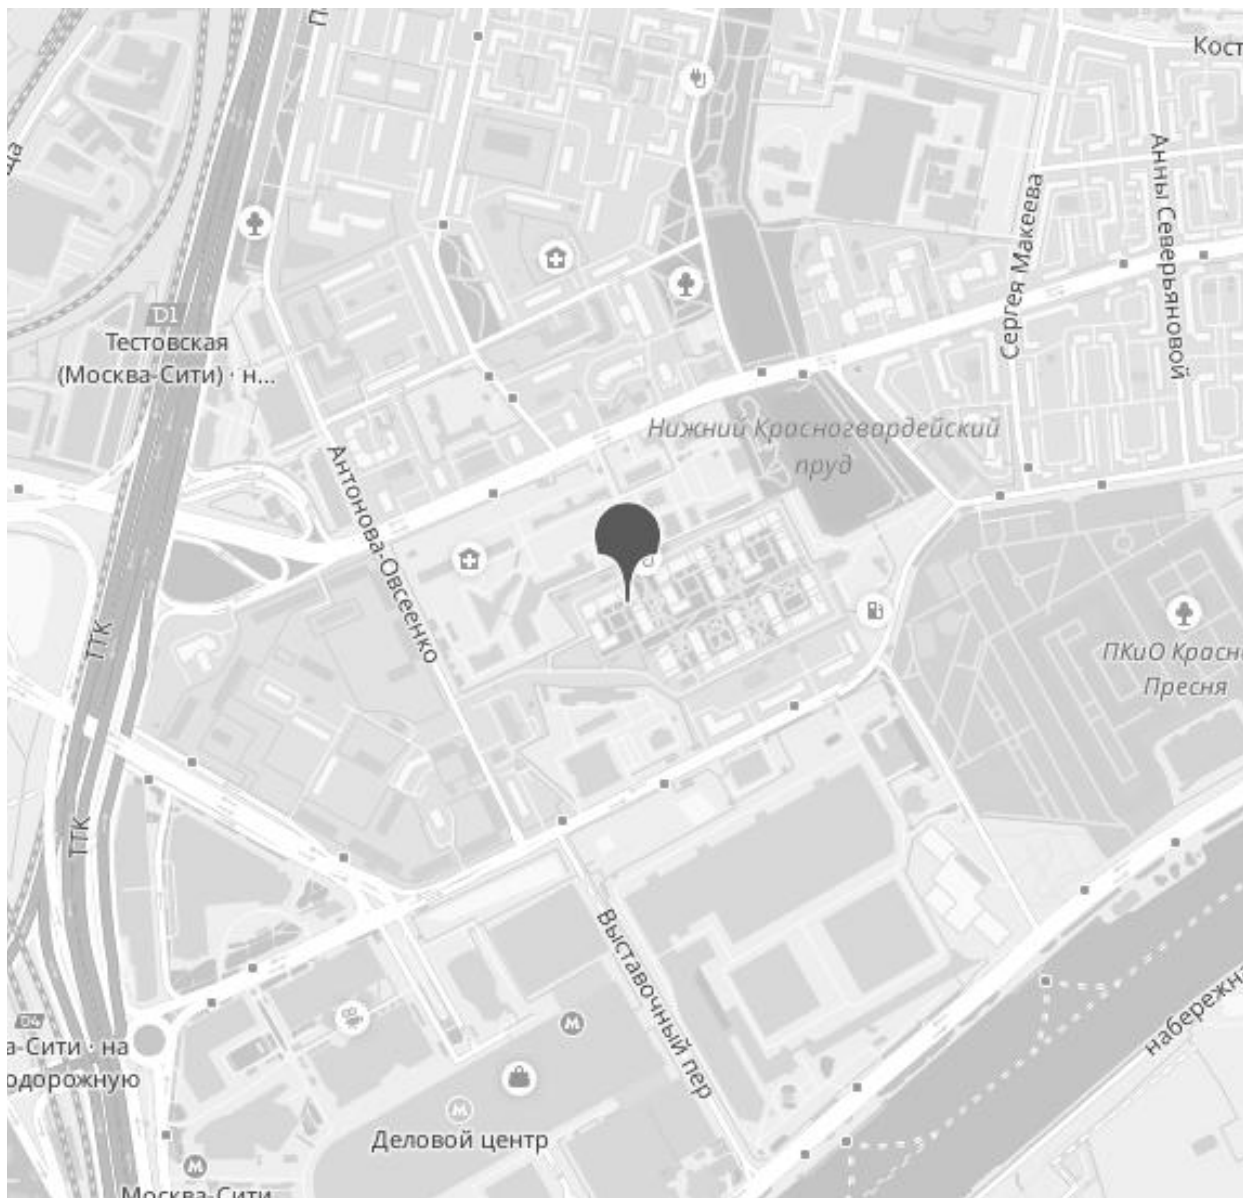 Кост
Анны Северьяновой
Сергея Макеева
D1
Тестовская
(Москва-Сити) · н...
Нижний Красногвардейский
пруд
Антонова-Овсеенко
ТТК
ПКиО Красн
Пресня
ТТК
Выставочный пер
D4
а-Сити · на
одорожную
набережна
М
М
Деловой центр
М
Москва-Сити